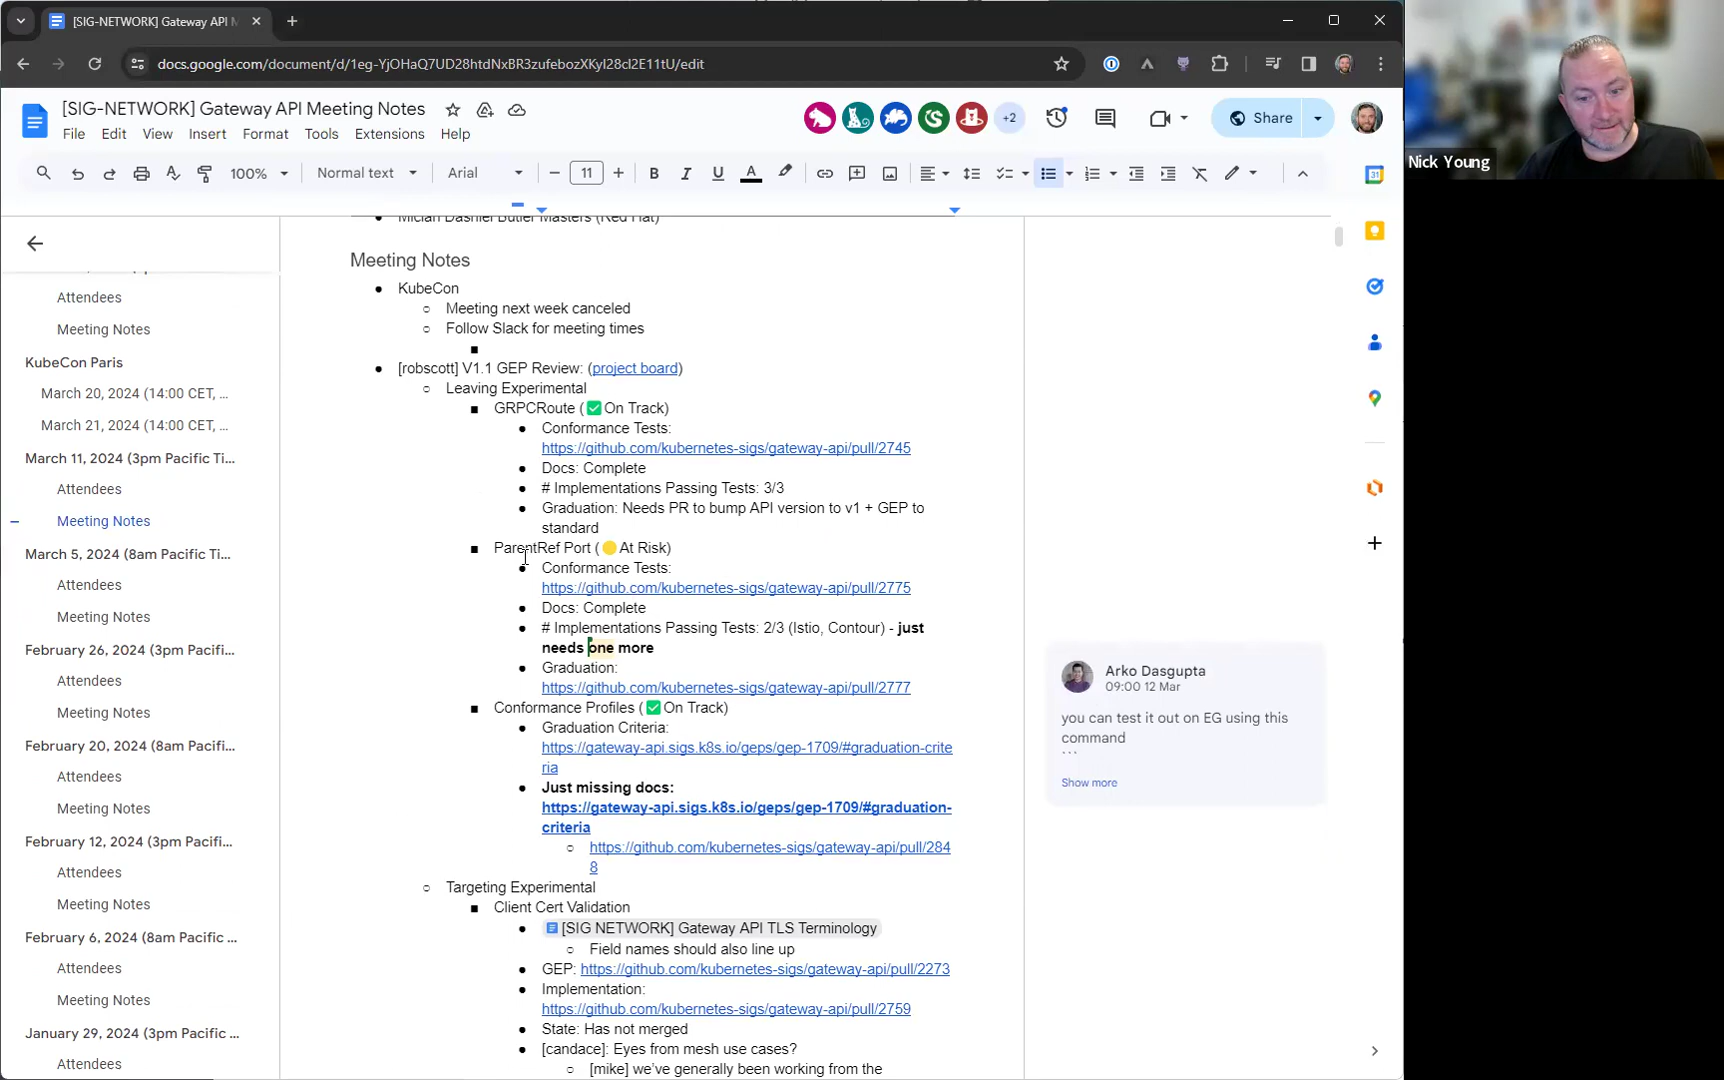 [SIG-NETWORK] Gateway API M
docs.google.com/document/d/1eg-YjOHaQ7UD28htdNxBR3zufebozXKyI28cl2E11tU/edit
[SIG-NETWORK] Gateway API Meeting Notes
+2
Share
File Edit View Insert Format Tools Extensions Help
100% Normal text Arial 11 B I U A
Nick Young
Attendees
Meeting Notes
KubeCon Paris
March 20, 2024 (14:00 CET, ...
March 21, 2024 (14:00 CET, ...
March 11, 2024 (3pm Pacific Ti...
Attendees
Meeting Notes
March 5, 2024 (8am Pacific Ti...
Attendees
Meeting Notes
February 26, 2024 (3pm Pacifi...
Attendees
Meeting Notes
February 20, 2024 (8am Pacifi...
Attendees
Meeting Notes
February 12, 2024 (3pm Pacifi...
Attendees
Meeting Notes
February 6, 2024 (8am Pacific ...
Attendees
Meeting Notes
January 29, 2024 (3pm Pacific ...
Attendees
Dashiel Butler Masters (Red Hat)
Meeting Notes
KubeCon
Meeting next week canceled
Follow Slack for meeting times
[robscott] V1.1 GEP Review: (project board)
Leaving Experimental
GRPCRoute (✅On Track)
Conformance Tests:
https://github.com/kubernetes-sigs/gateway-api/pull/2745
Docs: Complete
# Implementations Passing Tests: 3/3
Graduation: Needs PR to bump API version to v1 + GEP to
standard
ParentRef Port (🟡At Risk)
Conformance Tests:
https://github.com/kubernetes-sigs/gateway-api/pull/2775
Docs: Complete
# Implementations Passing Tests: 2/3 (Istio, Contour) - just
needs one more
Graduation:
https://github.com/kubernetes-sigs/gateway-api/pull/2777
Conformance Profiles (✅On Track)
Graduation Criteria:
https://gateway-api.sigs.k8s.io/geps/gep-1709/#graduation-crite
ria
Just missing docs:
https://gateway-api.sigs.k8s.io/geps/gep-1709/#graduation-
criteria
https://github.com/kubernetes-sigs/gateway-api/pull/284
8
Targeting Experimental
Client Cert Validation
[SIG NETWORK] Gateway API TLS Terminology
Field names should also line up
GEP: https://github.com/kubernetes-sigs/gateway-api/pull/2273
Implementation:
https://github.com/kubernetes-sigs/gateway-api/pull/2759
State: Has not merged
[candace]: Eyes from mesh use cases?
[mike] we've generally been working from the
Arko Dasgupta
09:00 12 Mar
you can test it out on EG using this
command
```
Show more